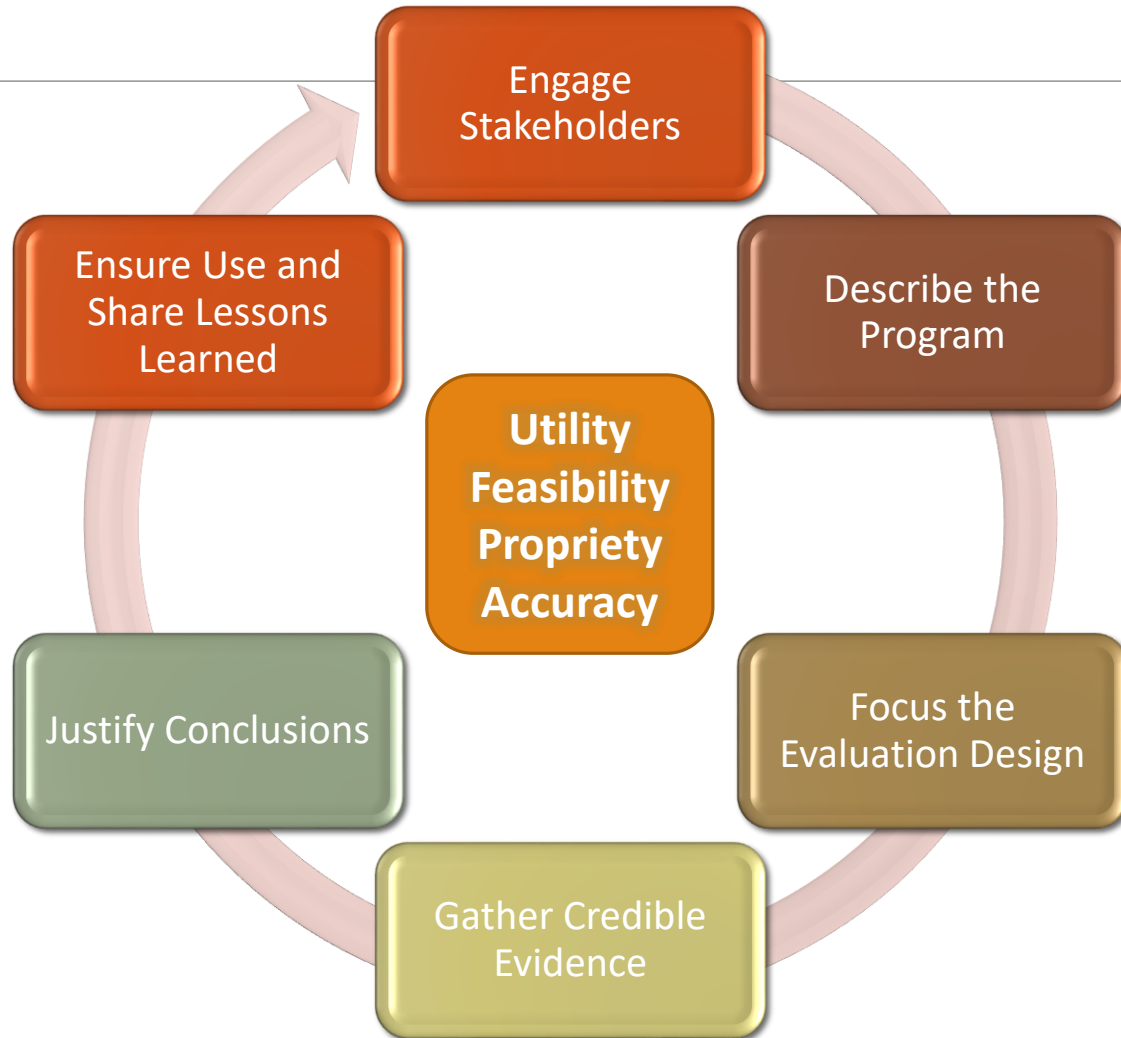 Engage
Stakeholders
Describe the
Program
Focus the
Evaluation Design
Gather Credible
Evidence
Justify Conclusions
Ensure Use and
Share Lessons
Learned
Utility
Feasibility
Propriety
Accuracy